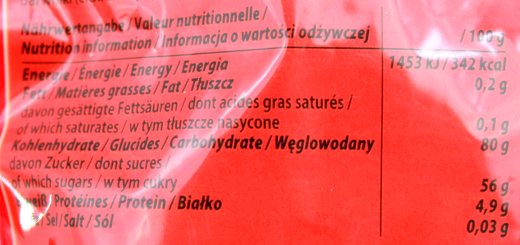 Nährwertangabe / Valeur nutritionnelle /
Nutrition information / Informacja o wartości odżywczej / 100 g
Energie / Énergie / Energy / Energia 1453 kJ / 342 kcal
Fett / Matières grasses / Fat / Tłuszcz 0,2 g
davon gesättigte Fettsäuren / dont acides gras saturés /
of which saturates / w tym tłuszcze nasycone 0,1 g
Kohlenhydrate / Glucides / Carbohydrate / Węglowodany 80 g
davon Zucker / dont sucres /
of which sugars / w tym cukry 56 g
Protéines / Protein / Białko 4,9 g
/ Sel / Salt / Sól 0,03 g